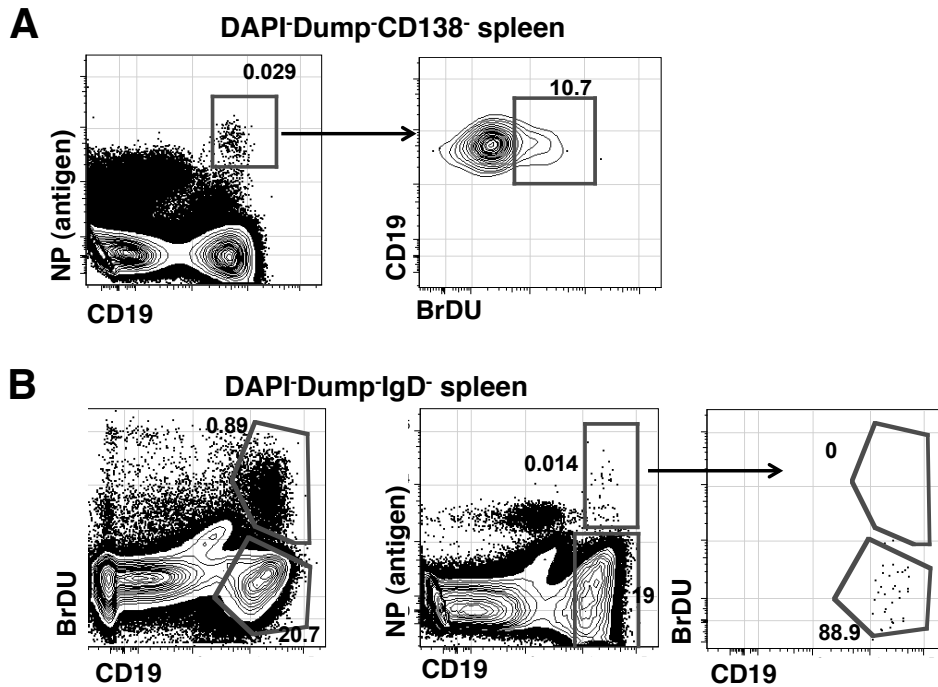 A
DAPI-Dump-CD138- spleen
0.029
NP (antigen)
CD19
10.7
CD19
BrDU
B
DAPI-Dump-IgD- spleen
0.89
20.7
BrDU
CD19
0.014
19
NP (antigen)
CD19
0
88.9
BrDU
CD19